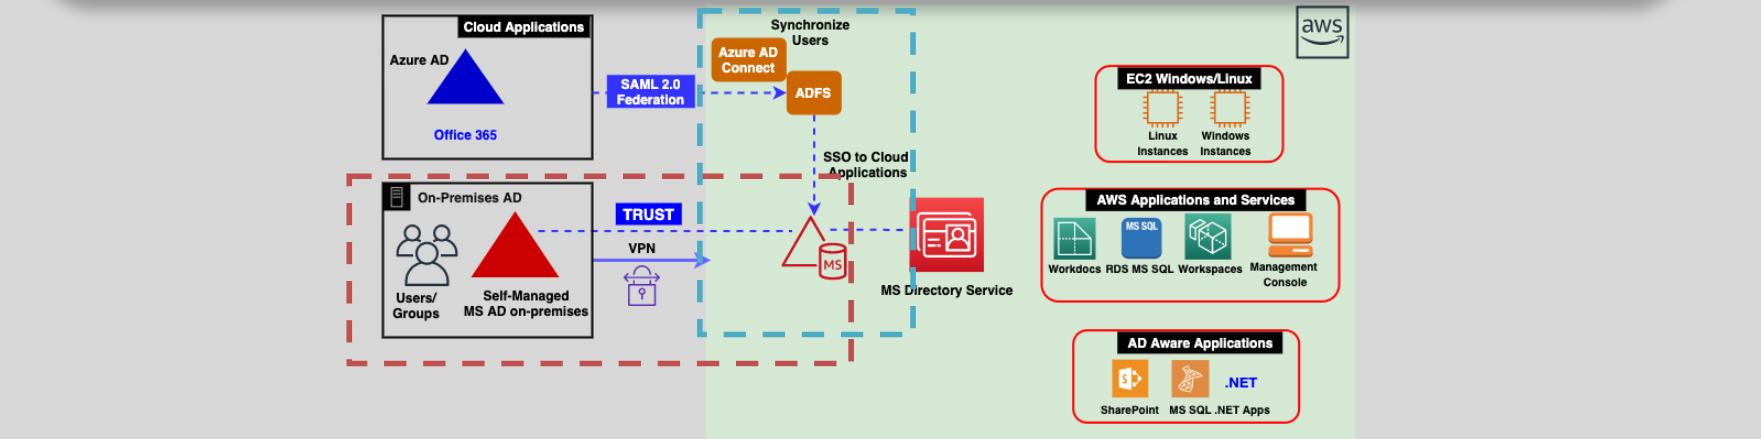 Cloud Applications
Azure AD
Office 365
SAML 2.0
Federation
Synchronize
Users
Azure AD
Connect
ADFS
SSO to Cloud
Applications
On-Premises AD
Users/
Groups
Self-Managed
MS AD on-premises
TRUST
VPN
MS
MS Directory Service
aws
EC2 Windows/Linux
Linux
Instances
Windows
Instances
AWS Applications and Services
MS SQL
Workdocs
RDS MS SQL
Workspaces
Management
Console
AD Aware Applications
S
.NET
SharePoint
MS SQL
.NET Apps